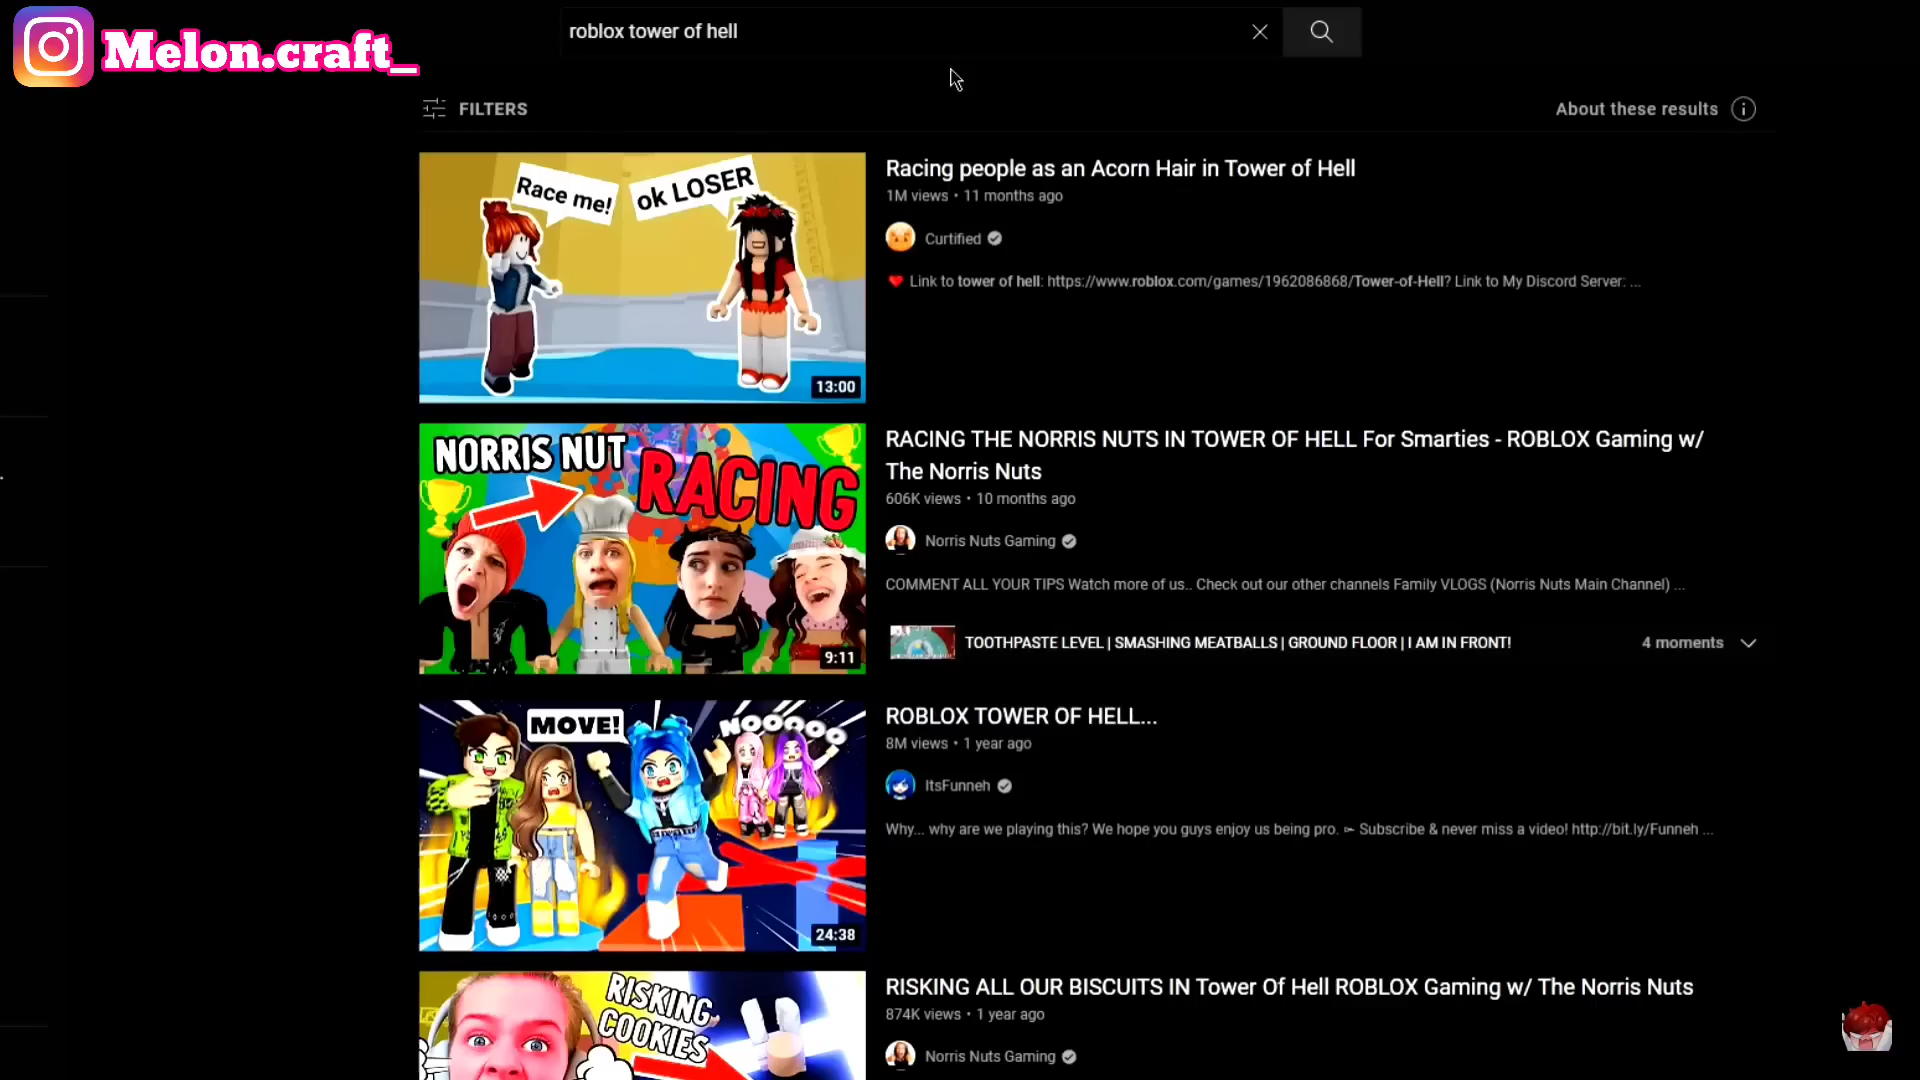 Melon.craft_
roblox tower of hell
FILTERS
About these results
Race me!
ok LOSER
13:00
Racing people as an Acorn Hair in Tower of Hell
1M views • 11 months ago
Curtified
Link to tower of hell: https://www.roblox.com/games/1962086868/Tower-of-Hell? Link to My Discord Server: ...
NORRIS NUT
RACING
9:11
RACING THE NORRIS NUTS IN TOWER OF HELL For Smarties - ROBLOX Gaming w/
The Norris Nuts
606K views • 10 months ago
Norris Nuts Gaming
COMMENT ALL YOUR TIPS Watch more of us.. Check out our other channels Family VLOGS (Norris Nuts Main Channel) ...
TOOTHPASTE LEVEL | SMASHING MEATBALLS | GROUND FLOOR | I AM IN FRONT!
4 moments
MOVE!
NOOOOO
24:38
ROBLOX TOWER OF HELL...
8M views • 1 year ago
ItsFunneh
Why... why are we playing this? We hope you guys enjoy us being pro. ➳ Subscribe & never miss a video! http://bit.ly/Funneh ...
RISKING
COOKIES
RISKING ALL OUR BISCUITS IN Tower Of Hell ROBLOX Gaming w/ The Norris Nuts
874K views • 1 year ago
Norris Nuts Gaming